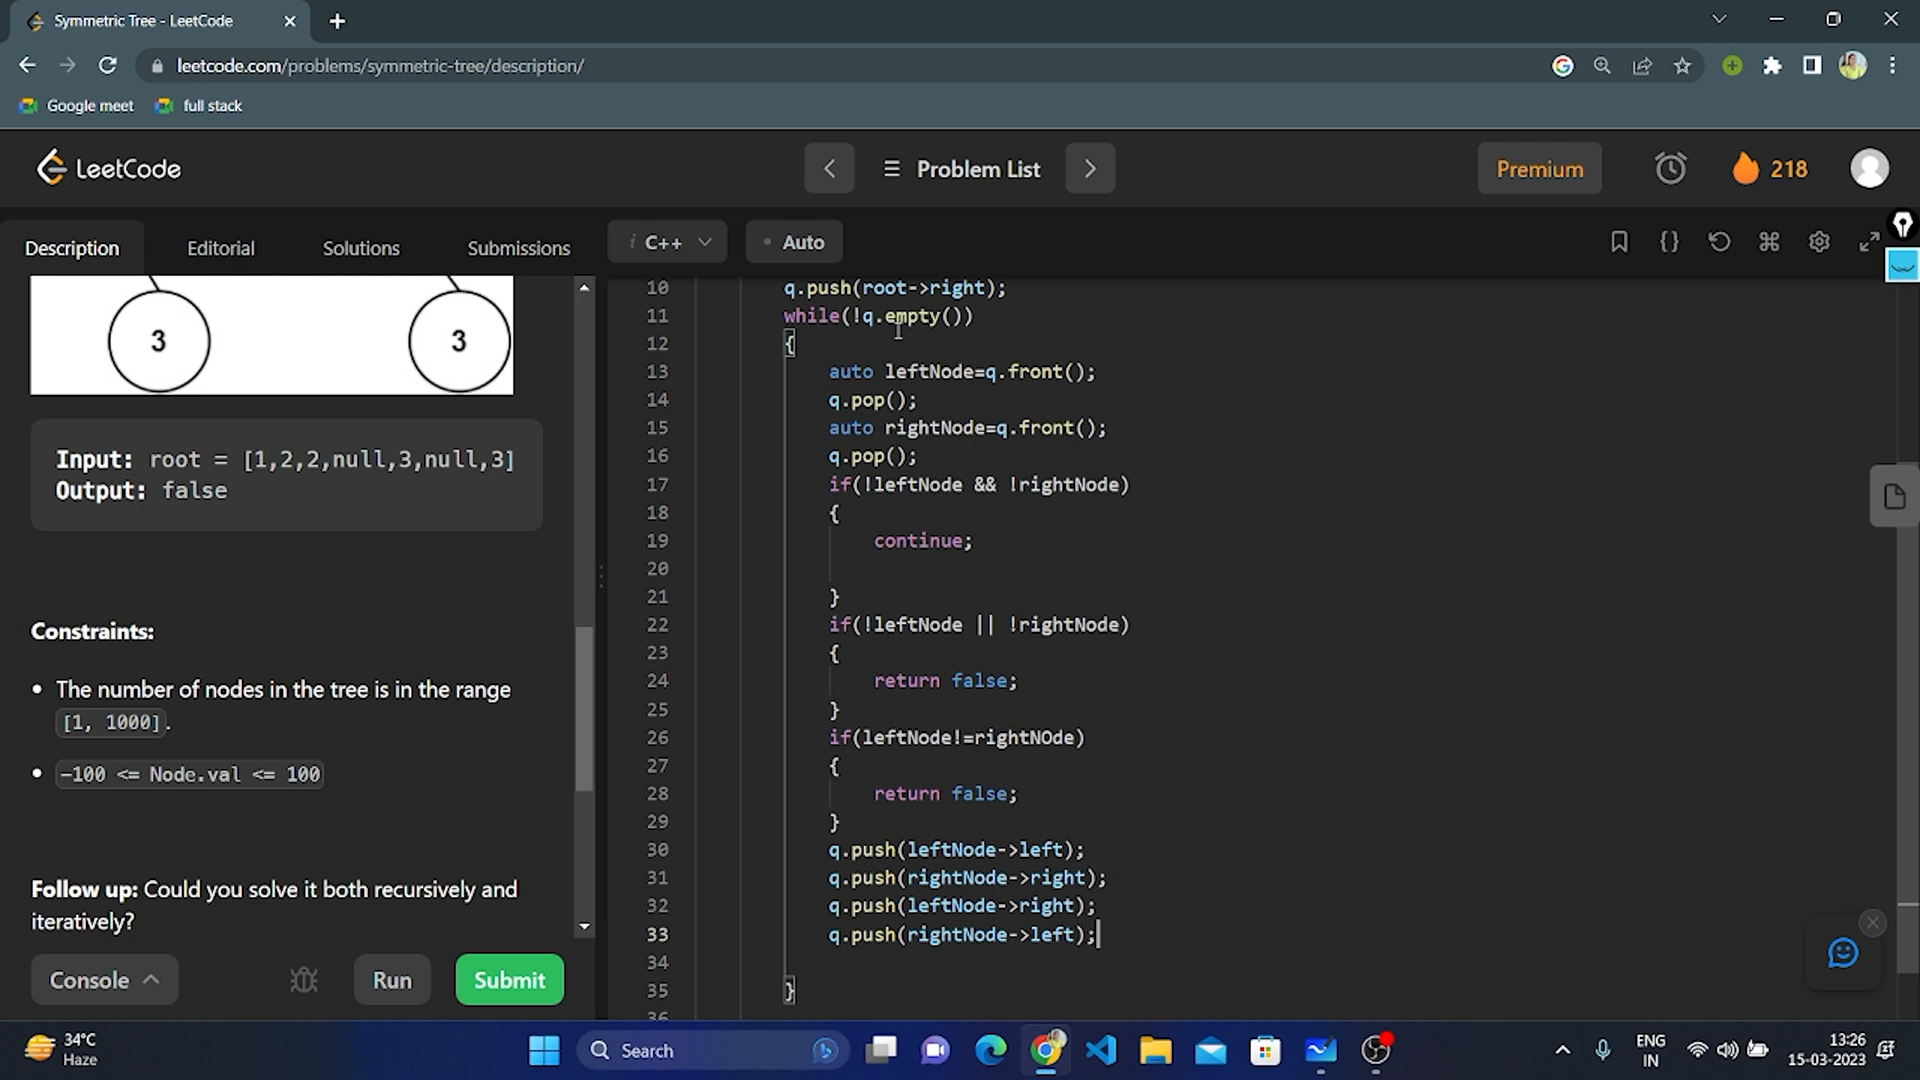 Symmetric Tree - LeetCode
leetcode.com/problems/symmetric-tree/description/
Google meet
full stack
LeetCode
Problem List
Premium
218
Description
Editorial
Solutions
Submissions
i C++
Auto
3
3
Input: root = [1,2,2,null,3,null,3]
Output: false
Constraints:
• The number of nodes in the tree is in the range
[1, 1000].
• -100 <= Node.val <= 100
Follow up: Could you solve it both recursively and
iteratively?
Console
Run
Submit
10 q.push(root->right);
11 while(!q.empty())
12 {
13 auto leftNode=q.front();
14 q.pop();
15 auto rightNode=q.front();
16 q.pop();
17 if(!leftNode && !rightNode)
18 {
19 continue;
20
21 }
22 if(!leftNode || !rightNode)
23 {
24 return false;
25 }
26 if(leftNode!=rightNOde)
27 {
28 return false;
29 }
30 q.push(leftNode->left);
31 q.push(rightNode->right);
32 q.push(leftNode->right);
33 q.push(rightNode->left);
34
35 }
36
34°C
Haze
Search
ENG
IN
13:26
15-03-2023